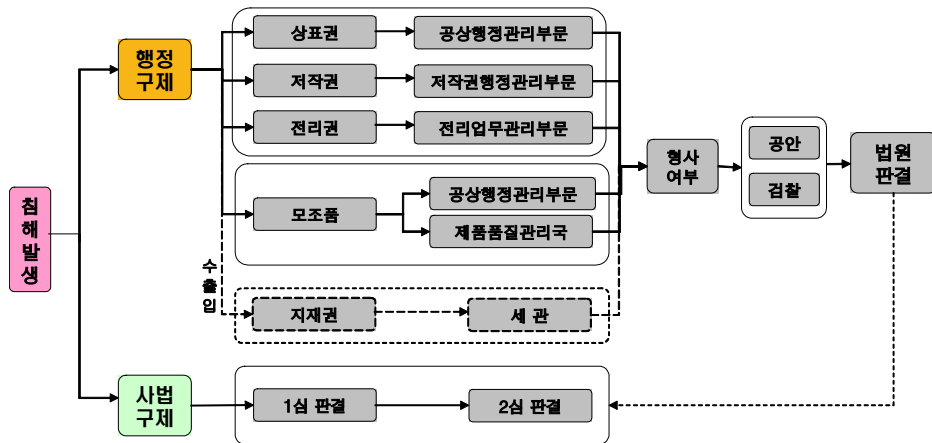 침
해
발
생
행정
구제
상표권
공상행정관리부문
저작권
저작권행정관리부문
전리권
전리업무관리부문
모조품
공상행정관리부문
제품품질관리국
수
출
입
지재권
세 관
형사
여부
공안
검찰
법원
판결
사법
구제
1심 판결
2심 판결